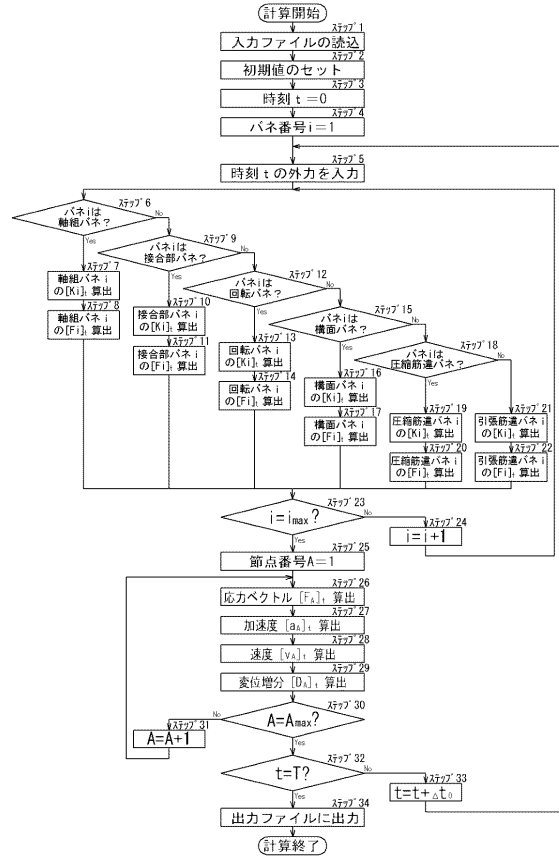 計算開始
ステップ1
入力ファイルの読込
ステップ2
初期値のセット
ステップ3
時刻t=0
ステップ4
バネ番号i=1
ステップ5
時刻tの外力を入力
ステップ6
バネiは
軸組バネ?
No
Yes
ステップ7
軸組バネi
の[Ki]t 算出
ステップ8
軸組バネi
の[Fi]t 算出
ステップ9
バネiは
接合部バネ?
No
Yes
ステップ10
接合部バネi
の[Ki]t 算出
ステップ11
接合部バネi
の[Fi]t 算出
ステップ12
バネiは
回転バネ?
No
Yes
ステップ13
回転バネi
の[Ki]t 算出
ステップ14
回転バネi
の[Fi]t 算出
ステップ15
バネiは
構面バネ?
No
Yes
ステップ16
構面バネi
の[Ki]t 算出
ステップ17
構面バネi
の[Fi]t 算出
ステップ18
バネiは
圧縮筋違バネ?
No
Yes
ステップ19
圧縮筋違バネi
の[Ki]t 算出
ステップ20
圧縮筋違バネi
の[Fi]t 算出
ステップ21
引張筋違バネi
の[Ki]t 算出
ステップ22
引張筋違バネi
の[Fi]t 算出
ステップ23
i=imax?
No
Yes
ステップ24
i=i+1
ステップ25
節点番号A=1
ステップ26
応力ベクトル [FA]t 算出
ステップ27
加速度 [aA]t 算出
ステップ28
速度 [vA]t 算出
ステップ29
変位増分 [DA]t 算出
ステップ30
A=Amax?
No
Yes
ステップ31
A=A+1
ステップ32
t=T?
No
Yes
ステップ33
t=t+Δt0
ステップ34
出力ファイルに出力
計算終了